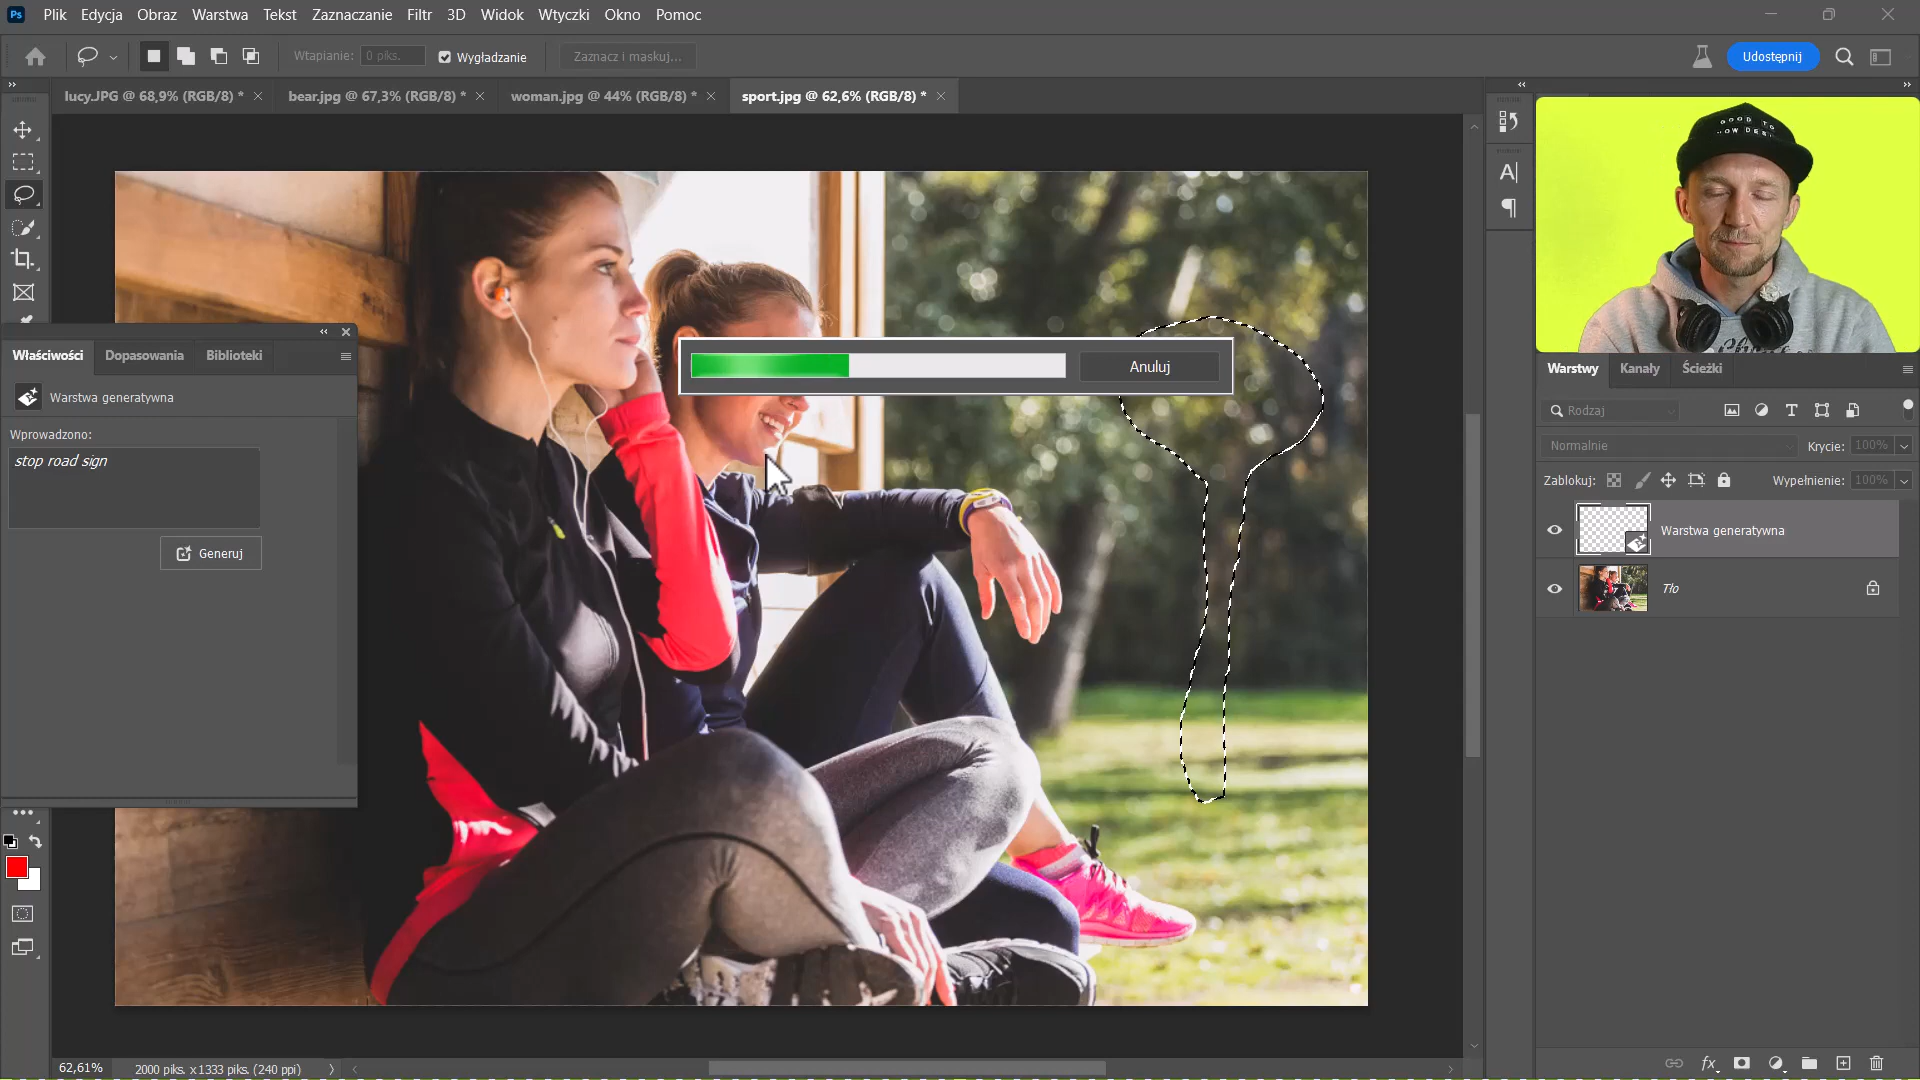 Ps Plik Edycja Obraz Warstwa Tekst Zaznaczanie Filtr 3D Widok Wtyczki Okno Pomoc
Wtapianie: 0 piks. Wygładzanie Zaznacz i maskuj... Udostępnij
lucy.JPG @ 68,9% (RGB/8) * bear.jpg @ 67,3% (RGB/8) * woman.jpg @ 44% (RGB/8) * sport.jpg @ 62,6% (RGB/8) *
GOOD TO
Właściwości Dopasowania Biblioteki
Warstwa generatywna
Wprowadzono:
stop road sign
Generuj
Anuluj
Warstwy Kanały Ścieżki
Rodzaj
Normalnie Krycie: 100%
Zablokuj: Wypełnienie: 100%
Warstwa generatywna
Tło
62,61% 2000 piks. x 1333 piks. (240 ppi)